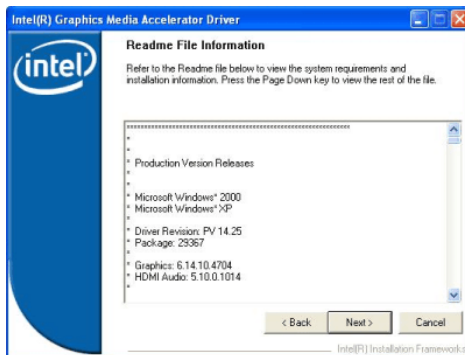 Intel(R) Graphics Media Accelerator Driver
intel
Readme File Information
Refer to the Readme file below to view the system requirements and
installation information. Press the Page Down key to view the rest of the file.
*******************************************************************
*
*
* Production Version Releases
*
*
* Microsoft Windows* 2000
* Microsoft Windows* XP
*
* Driver Revision: PV 14.25
* Package: 29367
*
* Graphics: 6.14.10.4704
* HDMI Audio: 5.10.0.1014
*
< Back
Next >
Cancel
Intel(R) Installation Frameworks